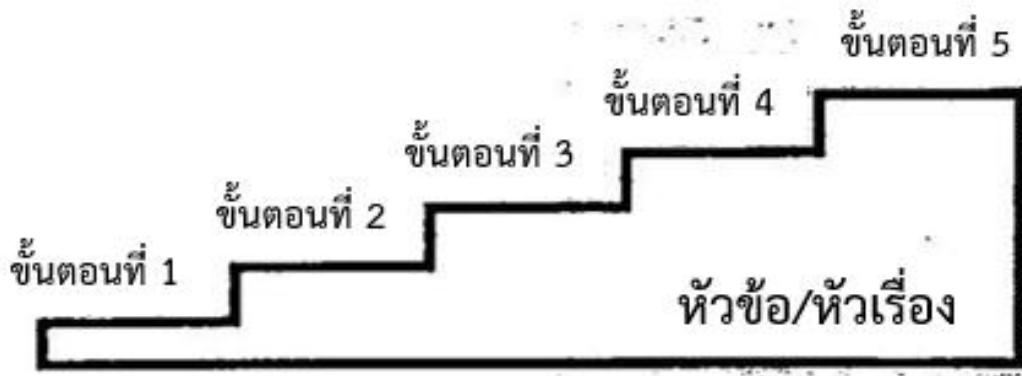 ขั้นตอนที่ 5
ขั้นตอนที่ 4
ขั้นตอนที่ 3
ขั้นตอนที่ 2
ขั้นตอนที่ 1
หัวข้อ/หัวเรื่อง